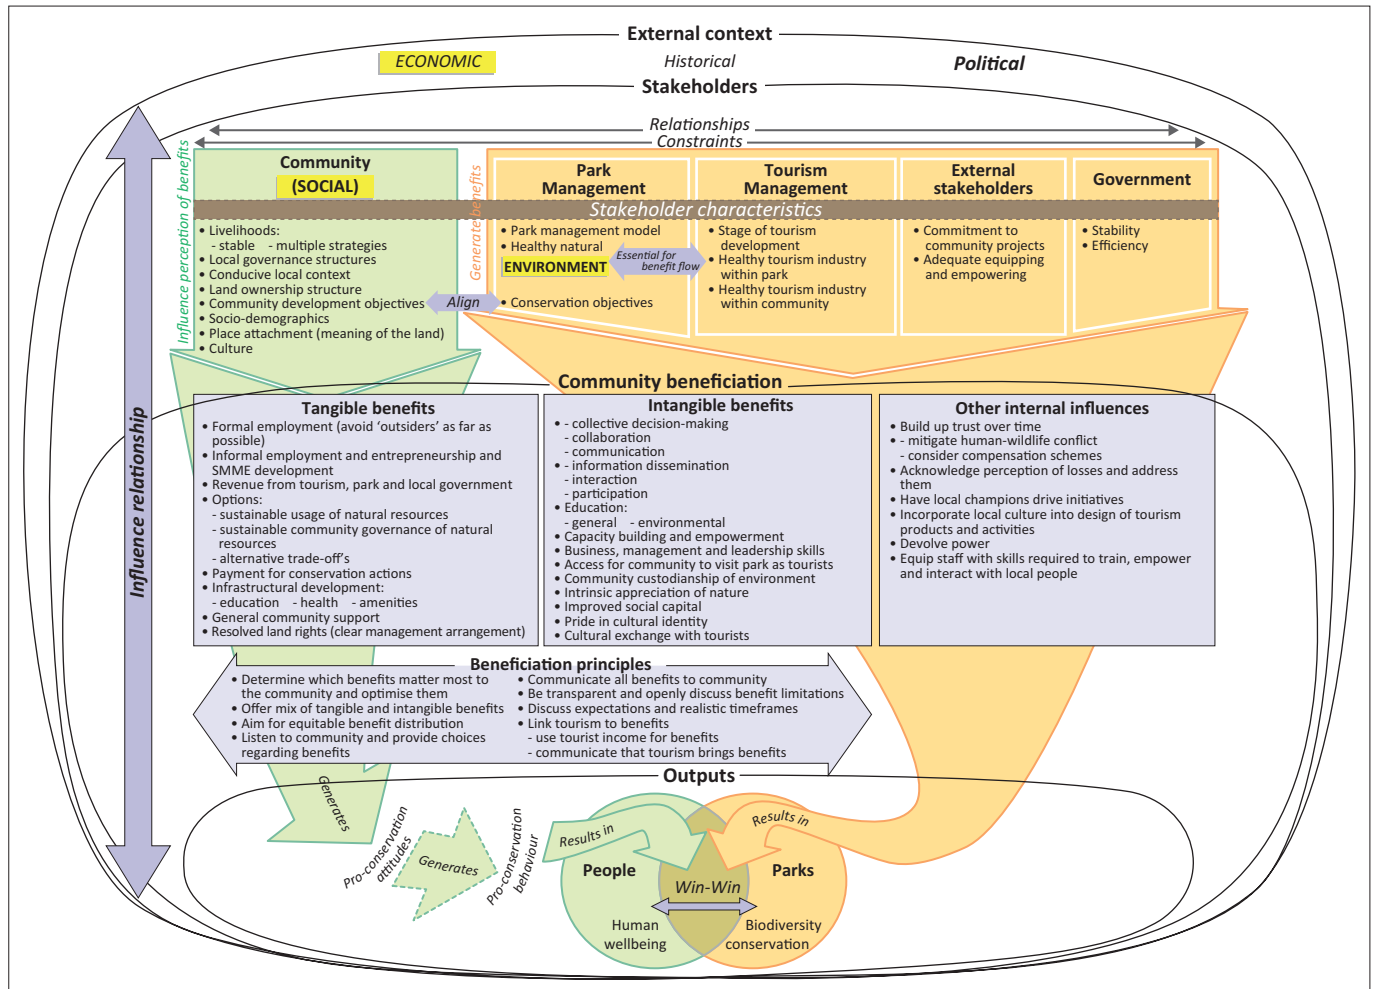 External context
ECONOMIC
Historical
Political
Stakeholders
Relationships
Constraints
Influence perception of benefits
Community
(SOCIAL)
Generate benefits
Park
Management
Tourism
Management
External
stakeholders
Government
Stakeholder characteristics
• Livelihoods:
- stable - multiple strategies
• Local governance structures
• Conducive local context
• Land ownership structure
• Community development objectives
• Socio-demographics
• Place attachment (meaning of the land)
• Culture
Align
• Park management model
• Healthy natural
ENVIRONMENT
• Conservation objectives
Essential for
benefit flow
• Stage of tourism
development
• Healthy tourism industry
within park
• Healthy tourism industry
within community
• Commitment to
community projects
• Adequate equipping
and empowering
• Stability
• Efficiency
Influence relationship
Community beneficiation
Tangible benefits
• Formal employment (avoid ‘outsiders’ as far as
possible)
• Informal employment and entrepreneurship and
SMME development
• Revenue from tourism, park and local government
• Options:
- sustainable usage of natural resources
- sustainable community governance of natural
resources
- alternative trade-off’s
• Payment for conservation actions
• Infrastructural development:
- education - health - amenities
• General community support
• Resolved land rights (clear management arrangement)
Intangible benefits
• - collective decision-making
- collaboration
- communication
• - information dissemination
- interaction
- participation
• Education:
- general - environmental
• Capacity building and empowerment
• Business, management and leadership skills
• Access for community to visit park as tourists
• Community custodianship of environment
• Intrinsic appreciation of nature
• Improved social capital
• Pride in cultural identity
• Cultural exchange with tourists
Other internal influences
• Build up trust over time
• - mitigate human-wildlife conflict
- consider compensation schemes
• Acknowledge perception of losses and address
them
• Have local champions drive initiatives
• Incorporate local culture into design of tourism
products and activities
• Devolve power
• Equip staff with skills required to train, empower
and interact with local people
Beneficiation principles
• Determine which benefits matter most to
the community and optimise them
• Offer mix of tangible and intangible benefits
• Aim for equitable benefit distribution
• Listen to community and provide choices
regarding benefits
• Communicate all benefits to community
• Be transparent and openly discuss benefit limitations
• Discuss expectations and realistic timeframes
• Link tourism to benefits
- use tourist income for benefits
- communicate that tourism brings benefits
Outputs
Generates
Pro-conservation
attitudes
Generates
Pro-conservation
behaviour
Results in
Results in
People
Parks
Win-Win
Human
wellbeing
Biodiversity
conservation